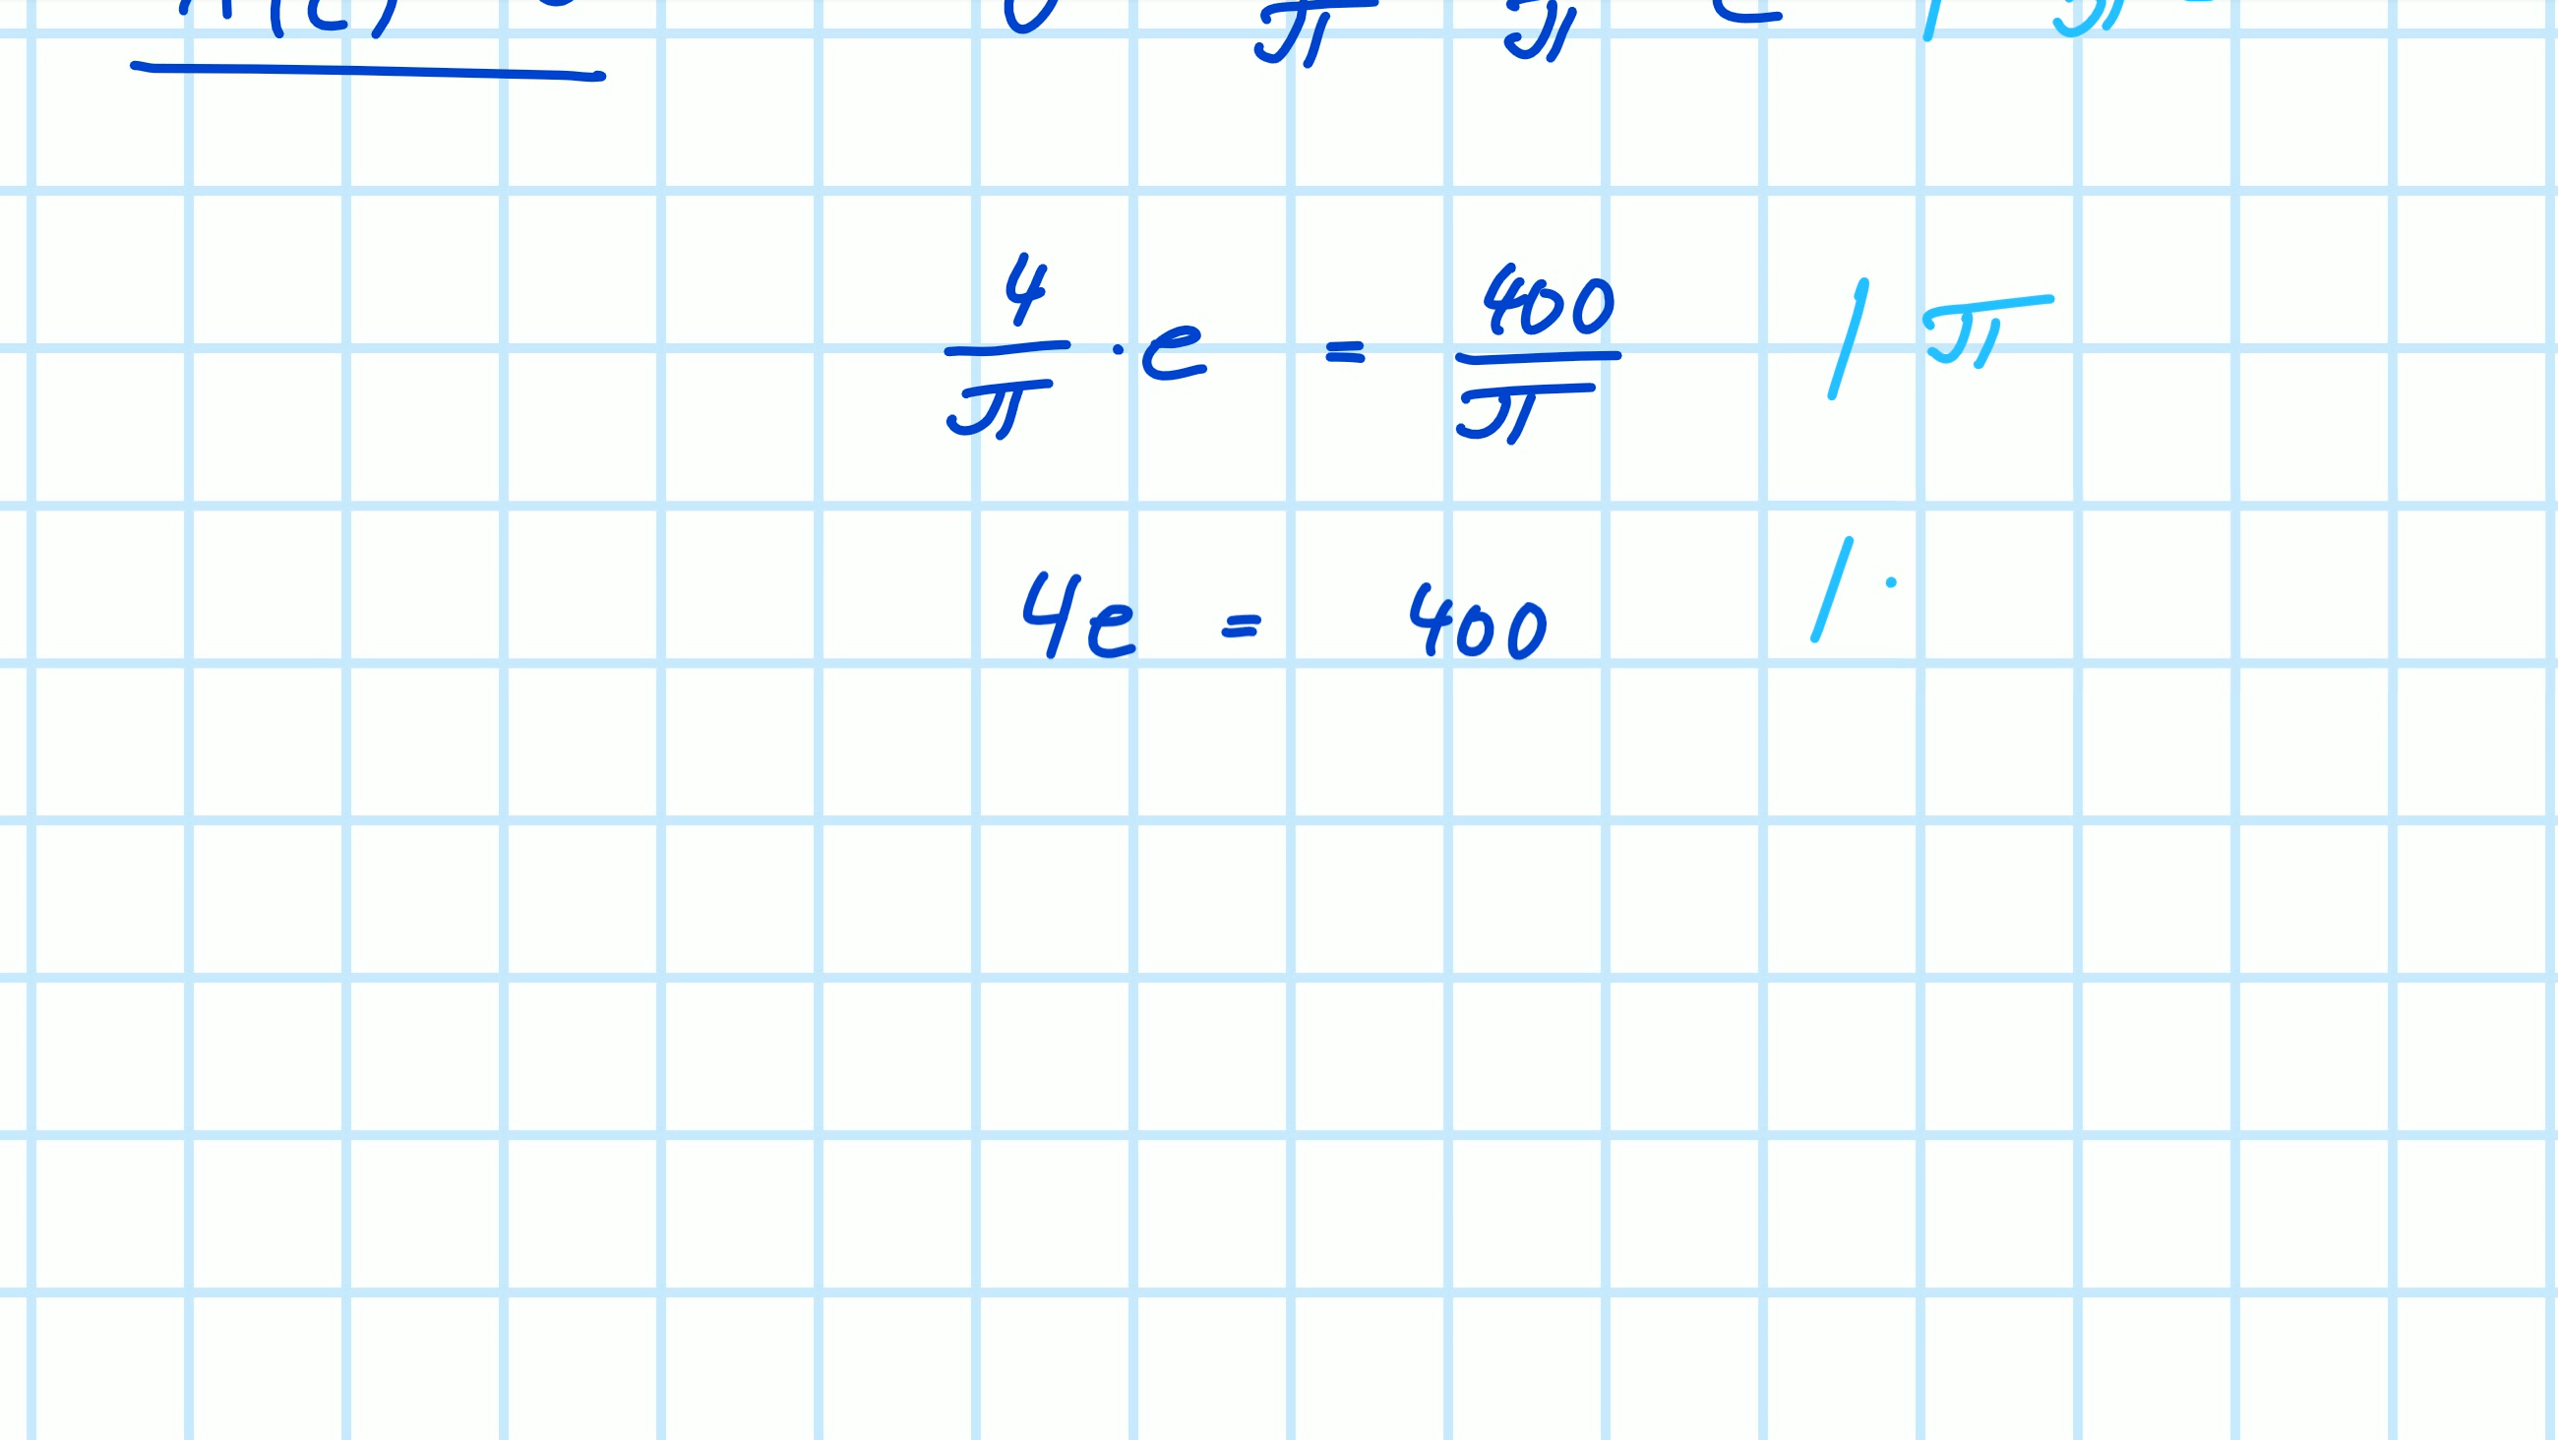 4/π · e = 400/π | π
4e = 400 | ·